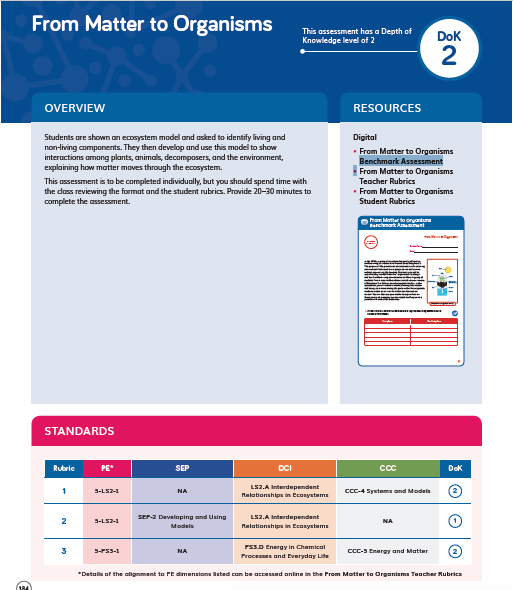 From Matter to Organisms
This assessment has a Depth of
Knowledge level of 2
DoK
2
OVERVIEW
Students are shown an ecosystem model and asked to identify living and
non-living components. They then develop and use this model to show
interactions among plants, animals, decomposers, and the environment,
explaining how matter moves through the ecosystem.
This assessment is to be completed individually, but you should spend time with
the class reviewing the format and the student rubrics. Provide 20–30 minutes to
complete the assessment.
RESOURCES
Digital
• From Matter to Organisms
Benchmark Assessment
• From Matter to Organisms
Teacher Rubrics
• From Matter to Organisms
Student Rubrics
From Matter to Organisms
Benchmark Assessment
STANDARDS
Rubric PE* SEP DCI CCC DoK
1 5-LS2-1 NA LS2.A Interdependent Relationships in Ecosystems CCC-4 Systems and Models 2
2 5-LS2-1 SEP-2 Developing and Using Models LS2.A Interdependent Relationships in Ecosystems NA 1
3 5-PS3-1 NA PS3.D Energy in Chemical Processes and Everyday Life CCC-5 Energy and Matter 2
*Details of the alignment to PE dimensions listed can be accessed online in the From Matter to Organisms Teacher Rubrics
184